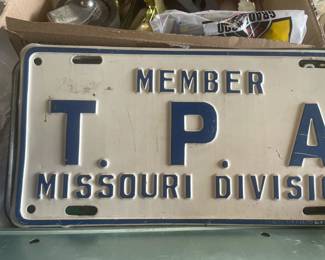 MEMBER
T. P. A
MISSOURI DIVISI